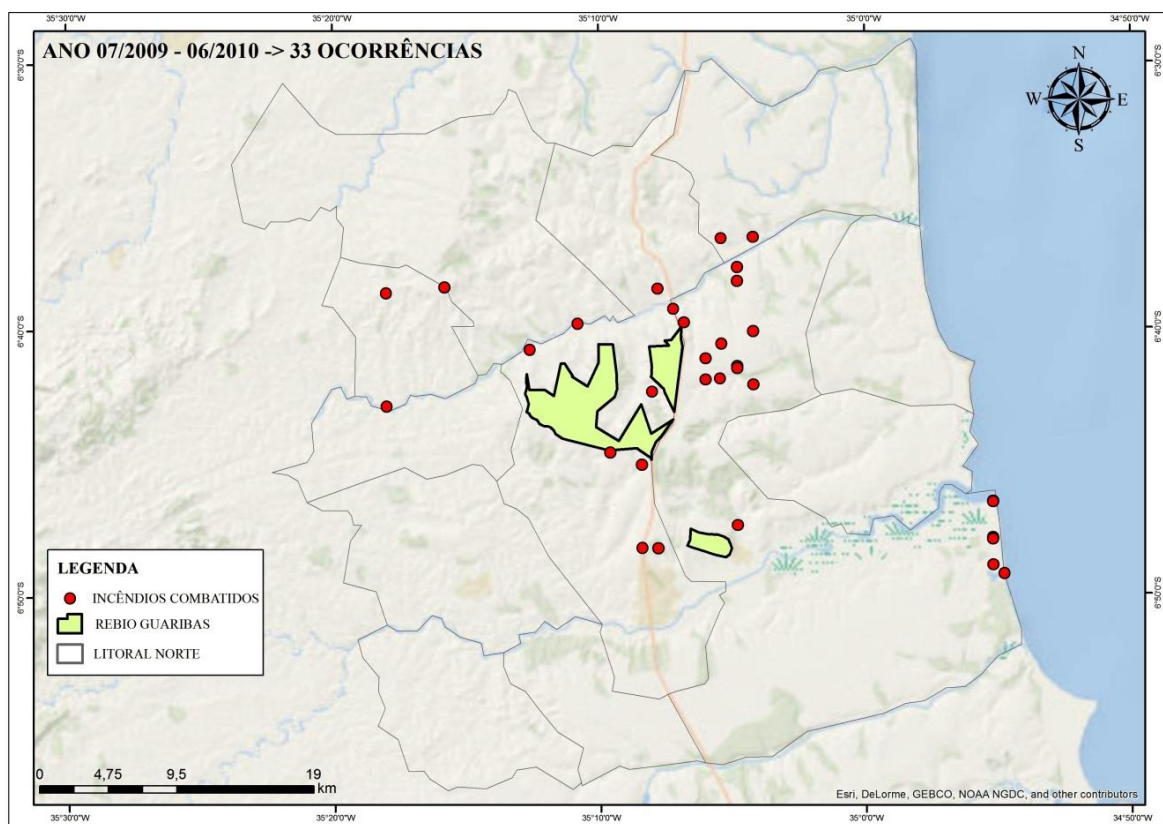 35°30'0"W 35°20'0"W 35°10'0"W 35°0'0"W 34°50'0"W
ANO 07/2009 - 06/2010 -> 33 OCORRÊNCIAS
N
W E
S
6°30'0"S 6°30'0"S
6°40'0"S 6°40'0"S
6°50'0"S 6°50'0"S
LEGENDA
INCÊNDIOS COMBATIDOS
REBIO GUARIBAS
LITORAL NORTE
0 4,75 9,5 19
km
Esri, DeLorme, GEBCO, NOAA NGDC, and other contributors
35°30'0"W 35°20'0"W 35°10'0"W 35°0'0"W 34°50'0"W